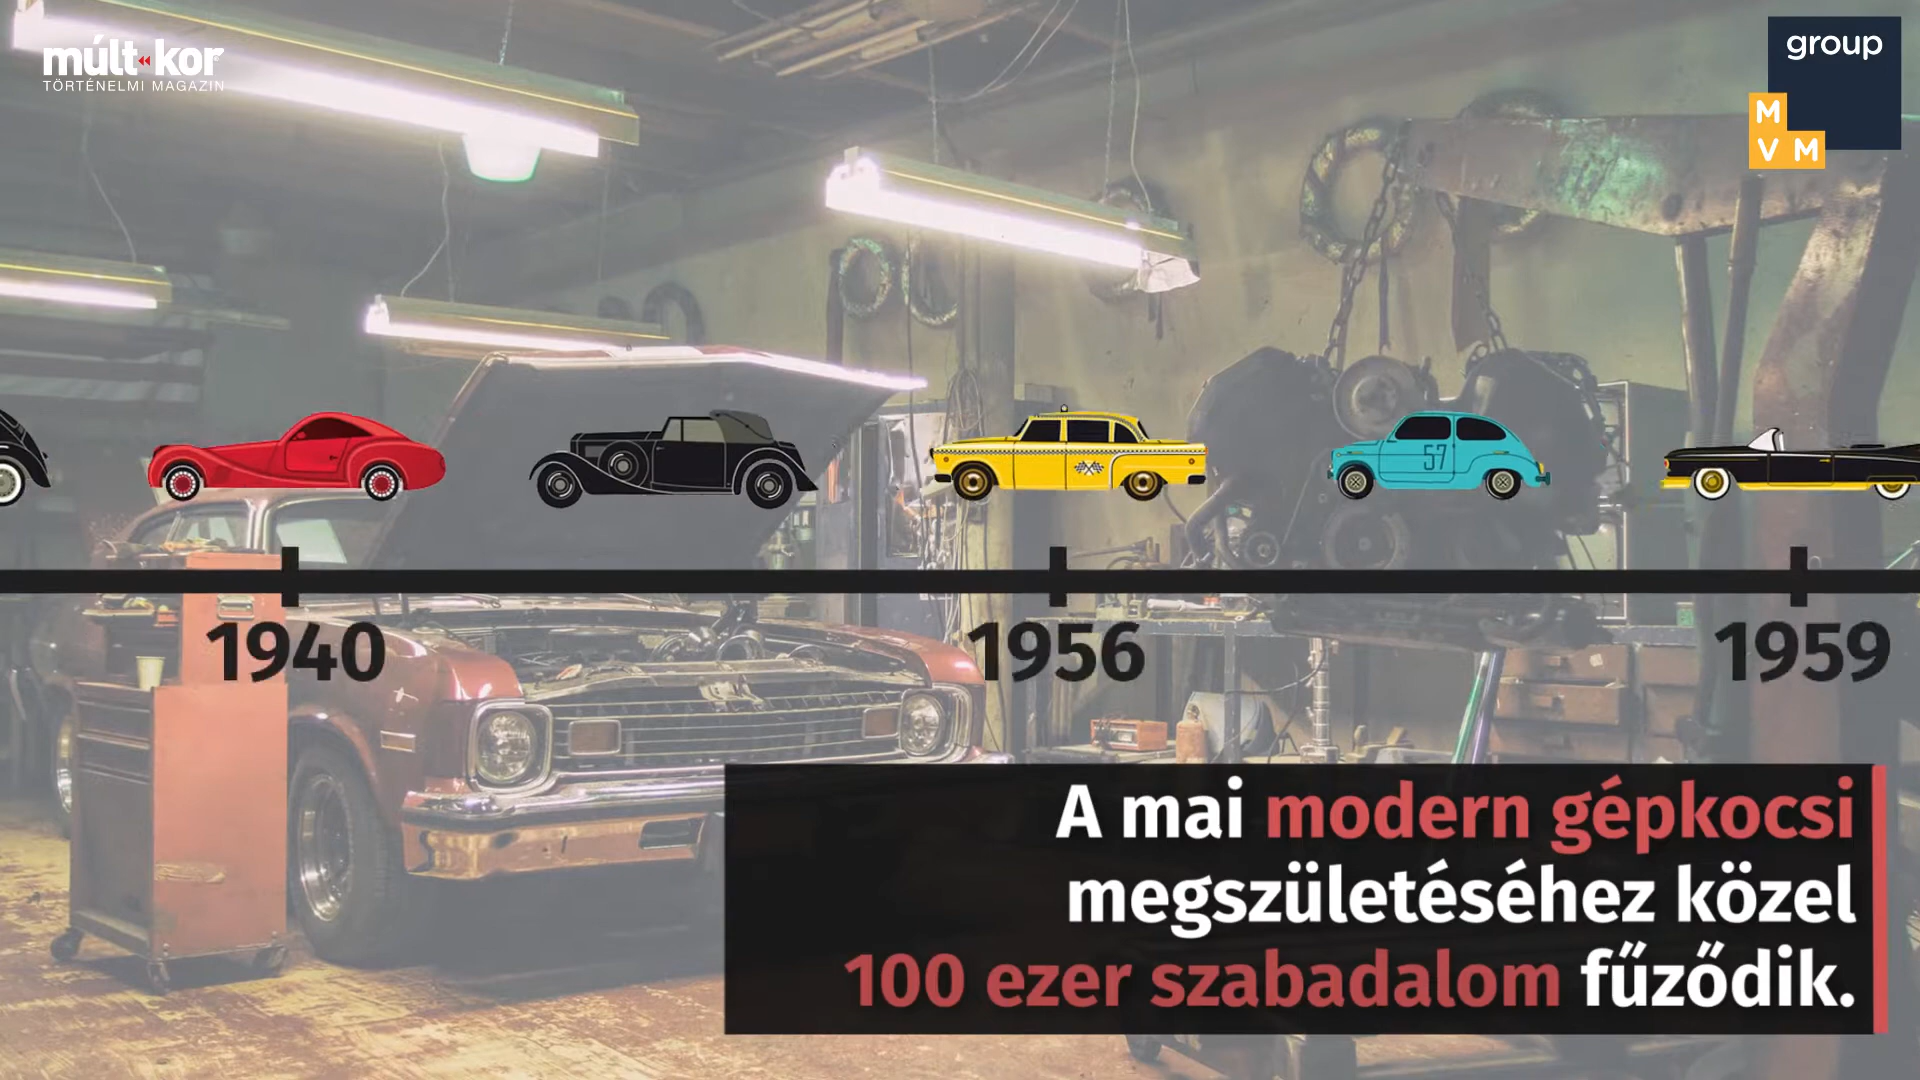 múlt-kor
TÖRTÉNELMI MAGAZIN
group
M
V M
57
1940
1956
1959
A mai modern gépkocsi
megszületéséhez közel
100 ezer szabadalom fűződik.